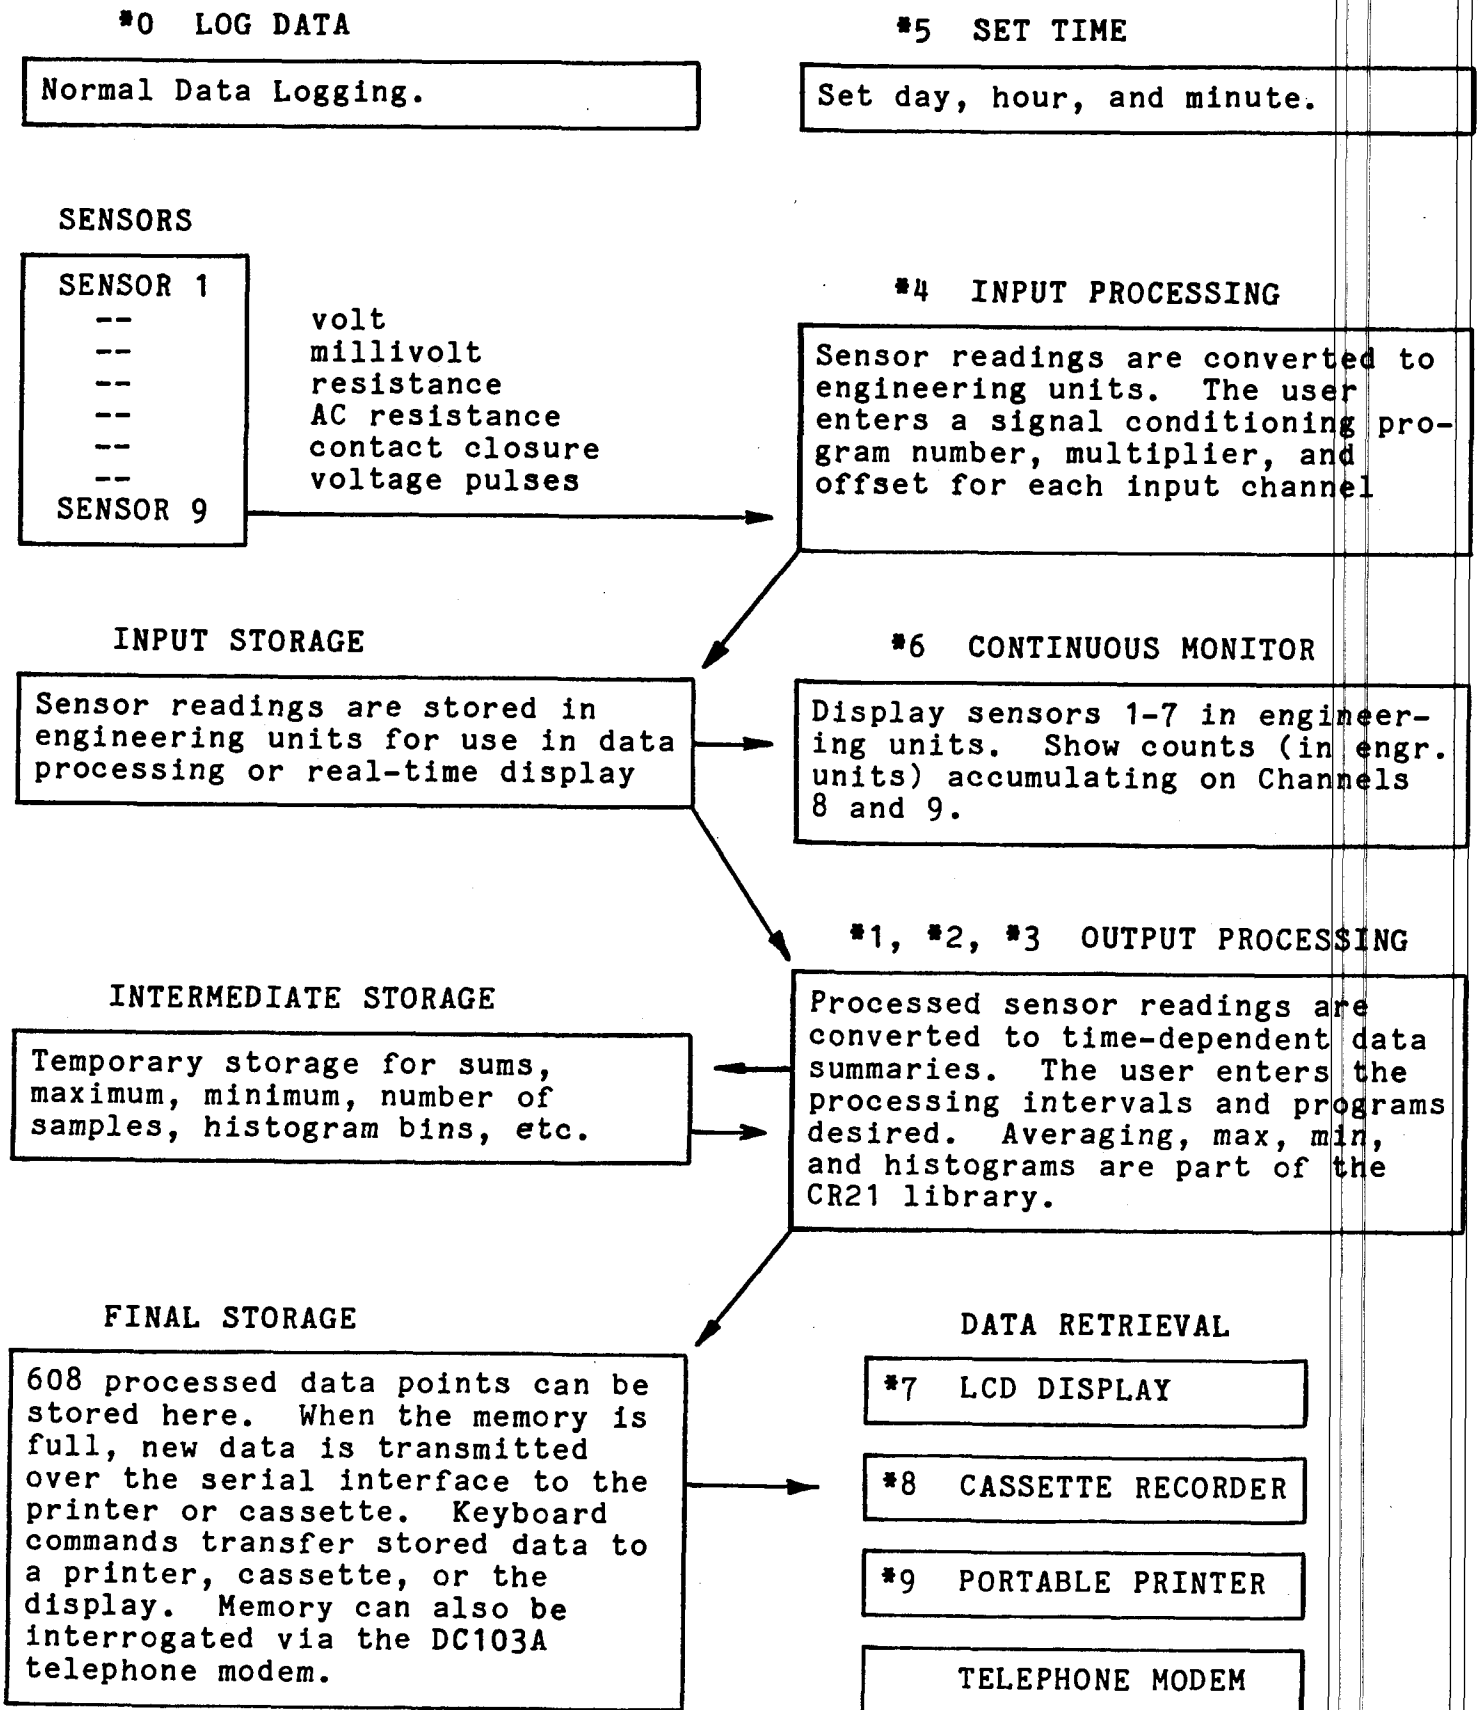 *0 LOG DATA
Normal Data Logging.
*5 SET TIME
Set day, hour, and minute.
SENSORS
SENSOR 1
--
--
--
--
--
--
SENSOR 9
volt
millivolt
resistance
AC resistance
contact closure
voltage pulses
*4 INPUT PROCESSING
Sensor readings are converted to
engineering units. The user
enters a signal conditioning pro-
gram number, multiplier, and
offset for each input channel
INPUT STORAGE
Sensor readings are stored in
engineering units for use in data
processing or real-time display
*6 CONTINUOUS MONITOR
Display sensors 1-7 in engineer-
ing units. Show counts (in engr.
units) accumulating on Channels
8 and 9.
*1, *2, *3 OUTPUT PROCESSING
Processed sensor readings are
converted to time-dependent data
summaries. The user enters the
processing intervals and programs
desired. Averaging, max, min,
and histograms are part of the
CR21 library.
INTERMEDIATE STORAGE
Temporary storage for sums,
maximum, minimum, number of
samples, histogram bins, etc.
FINAL STORAGE
608 processed data points can be
stored here. When the memory is
full, new data is transmitted
over the serial interface to the
printer or cassette. Keyboard
commands transfer stored data to
a printer, cassette, or the
display. Memory can also be
interrogated via the DC103A
telephone modem.
DATA RETRIEVAL
*7 LCD DISPLAY
*8 CASSETTE RECORDER
*9 PORTABLE PRINTER
TELEPHONE MODEM